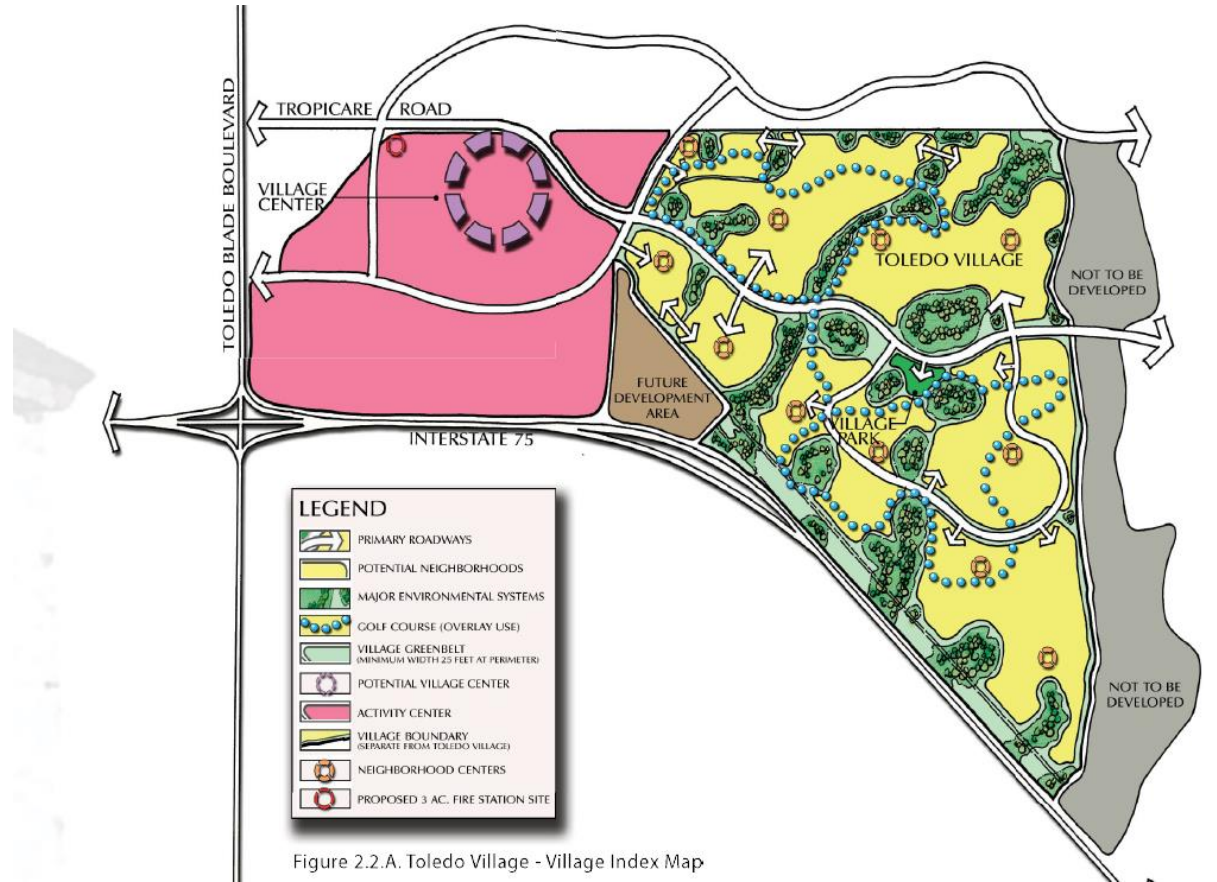 TROPICARE ROAD
TOLEDO BLADE BOULEVARD
VILLAGE
CENTER
TOLEDO VILLAGE
NOT TO BE
DEVELOPED
FUTURE
DEVELOPMENT
AREA
VILLAGE
PARK
INTERSTATE 75
NOT TO BE
DEVELOPED
LEGEND
PRIMARY ROADWAYS
POTENTIAL NEIGHBORHOODS
MAJOR ENVIRONMENTAL SYSTEMS
GOLF COURSE (OVERLAY USE)
VILLAGE GREENBELT
(MINIMUM WIDTH 25 FEET AT PERIMETER)
POTENTIAL VILLAGE CENTER
ACTIVITY CENTER
VILLAGE BOUNDARY
(SEPARATE FROM TOLEDO VILLAGE)
NEIGHBORHOOD CENTERS
PROPOSED 3 AC. FIRE STATION SITE
Figure 2.2.A. Toledo Village - Village Index Map